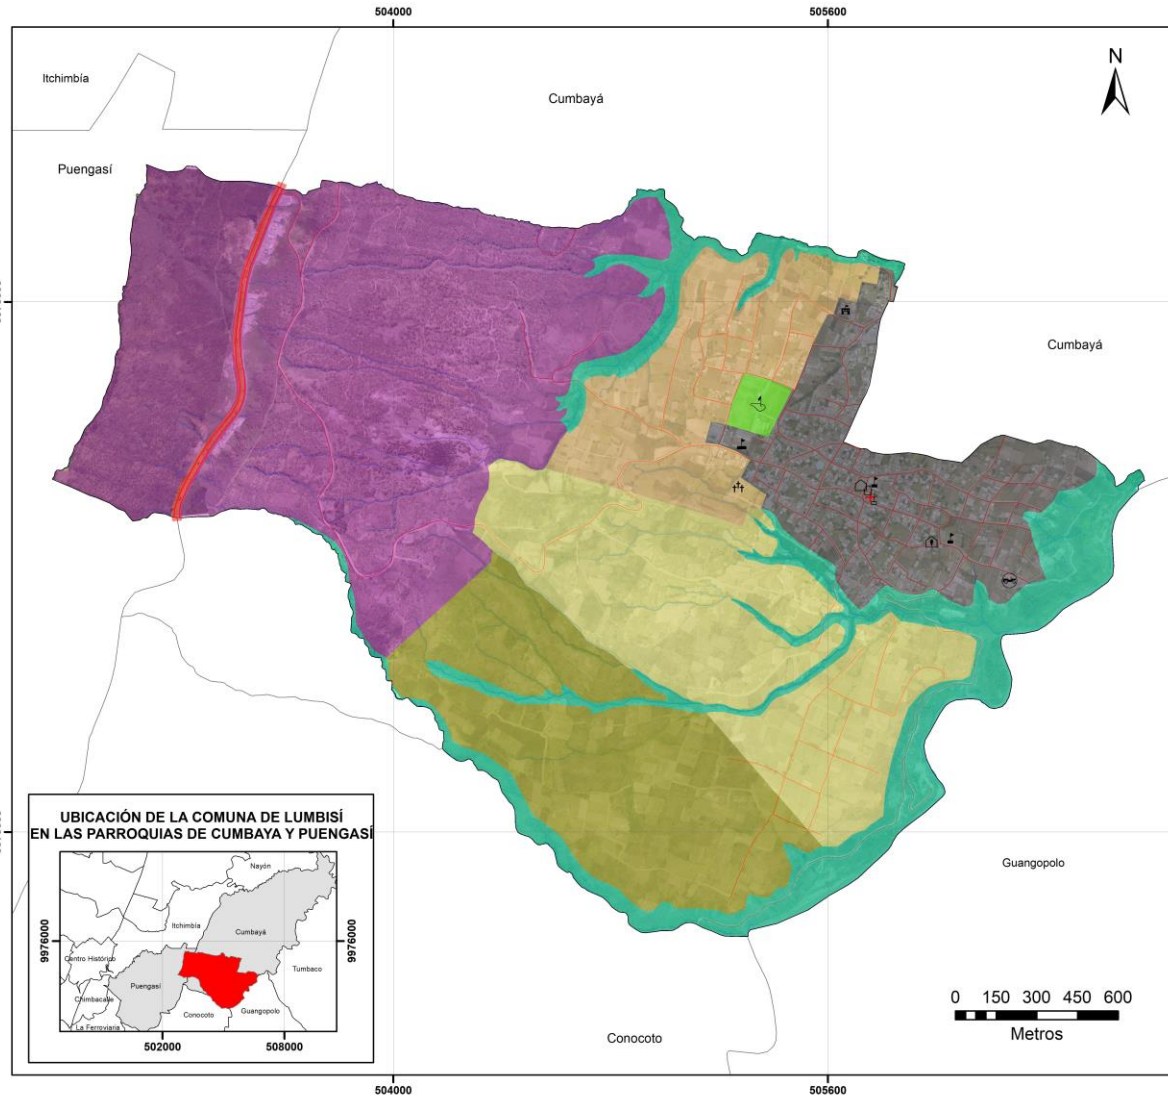 504000
505600
Itchimbía
Cumbayá
N
Puengasí
Cumbayá
UBICACIÓN DE LA COMUNA DE LUMBISÍ
EN LAS PARROQUIAS DE CUMBAYA Y PUENGASÍ
Nayón
Itchimbía
Cumbayá
9976000
9976000
Centro Histórico
Tumbaco
Puengasí
Chimbacalle
Conocoto
Guangopolo
La Ferroviaria
502000
508000
Guangopolo
Conocoto
0 150 300 450 600
Metros
504000
505600